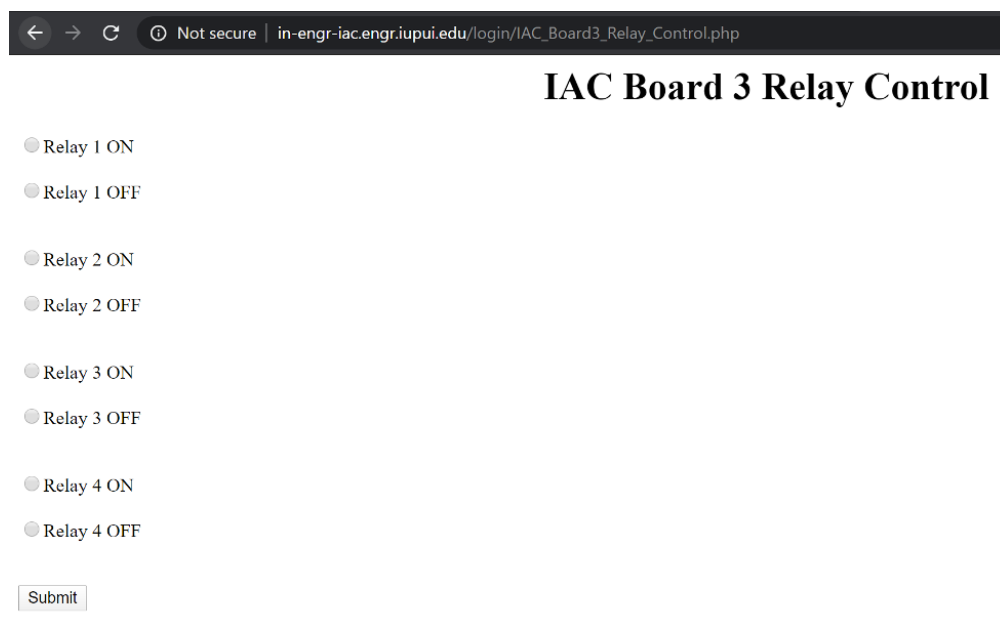 Not secure | in-engr-iac.engr.iupui.edu/login/IAC_Board3_Relay_Control.php
IAC Board 3 Relay Control
Relay 1 ON
Relay 1 OFF
Relay 2 ON
Relay 2 OFF
Relay 3 ON
Relay 3 OFF
Relay 4 ON
Relay 4 OFF
Submit